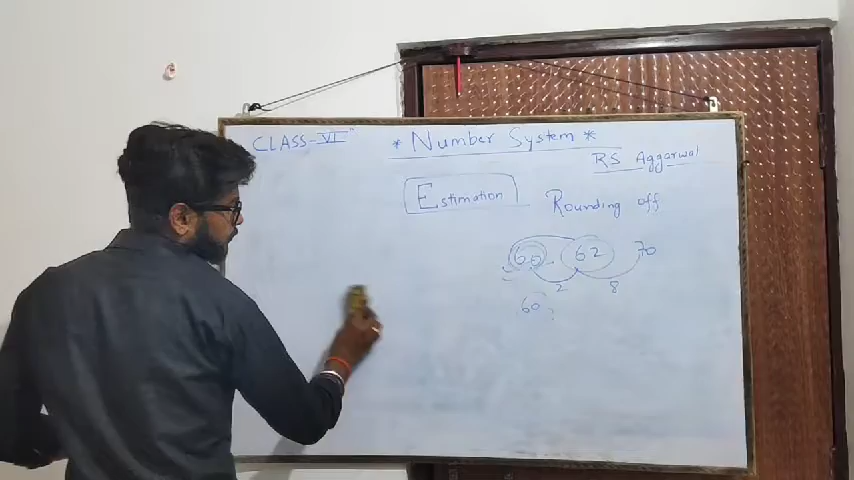 CLASS-VI
* Number System *
RS Aggarwal
Estimation Rounding off
60 62 70
2 8
60